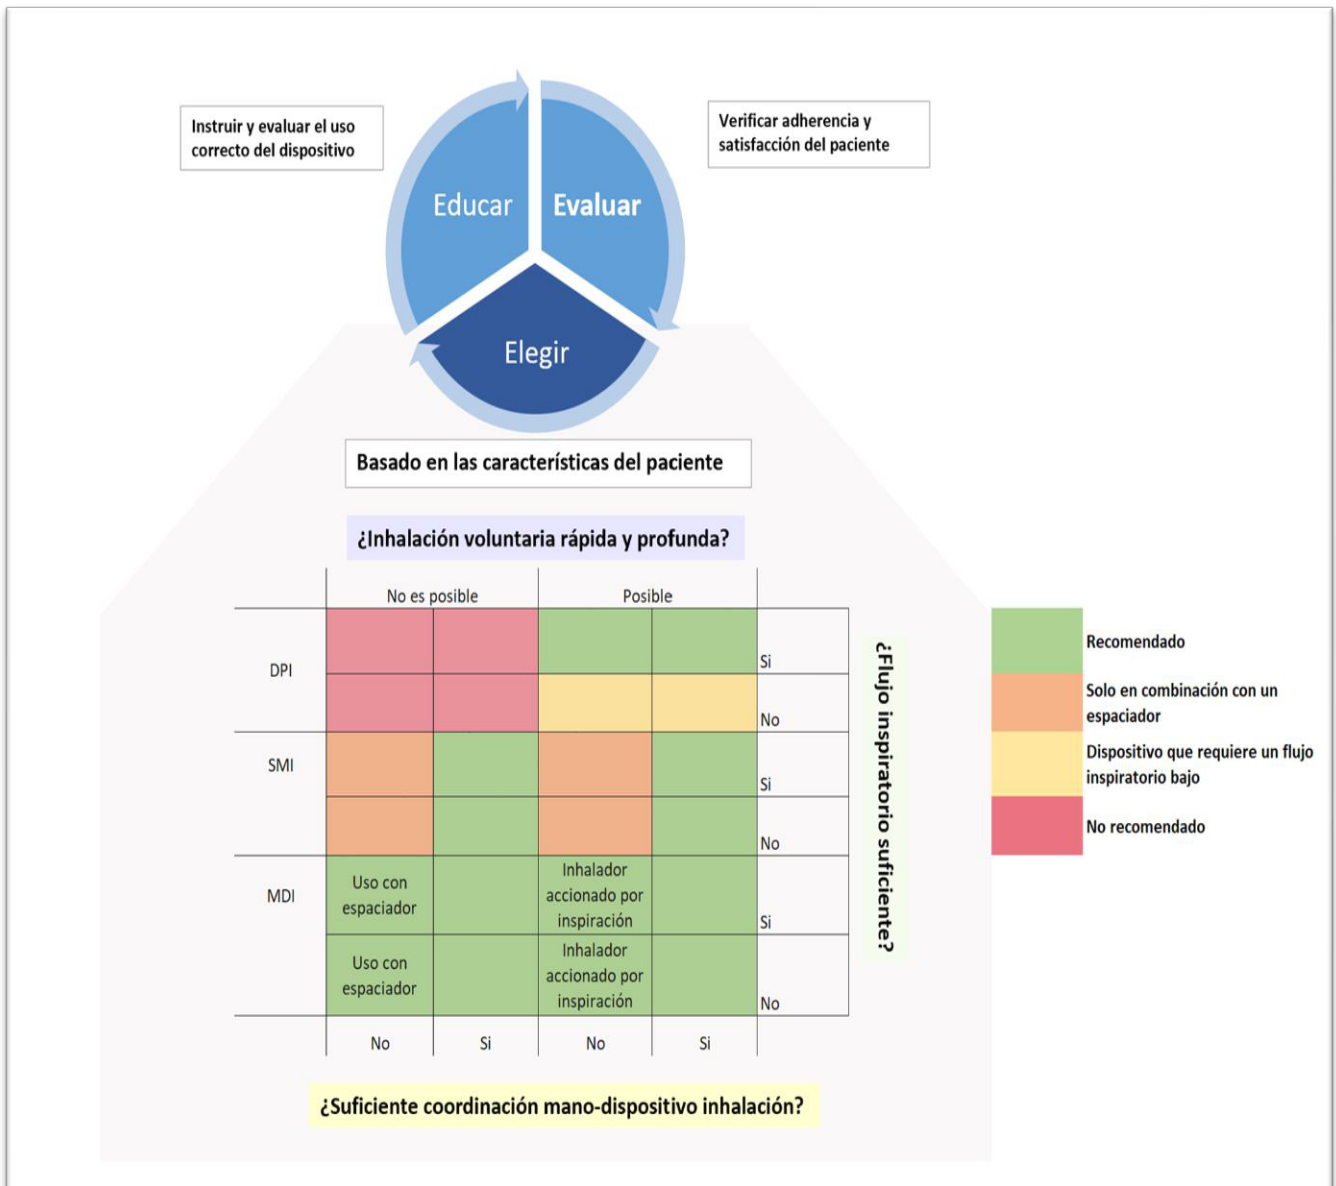 Instruir y evaluar el uso
correcto del dispositivo
Verificar adherencia y
satisfacción del paciente
Educar
Evaluar
Elegir
Basado en las características del paciente
¿Inhalación voluntaria rápida y profunda?
No es posible
Posible
DPI
Si
No
SMI
Si
No
MDI
Uso con
espaciador
Inhalador
accionado por
inspiración
Si
Uso con
espaciador
Inhalador
accionado por
inspiración
No
No
Si
No
Si
¿Flujo inspiratorio suficiente?
¿Suficiente coordinación mano-dispositivo inhalación?
Recomendado
Solo en combinación con un
espaciador
Dispositivo que requiere un flujo
inspiratorio bajo
No recomendado